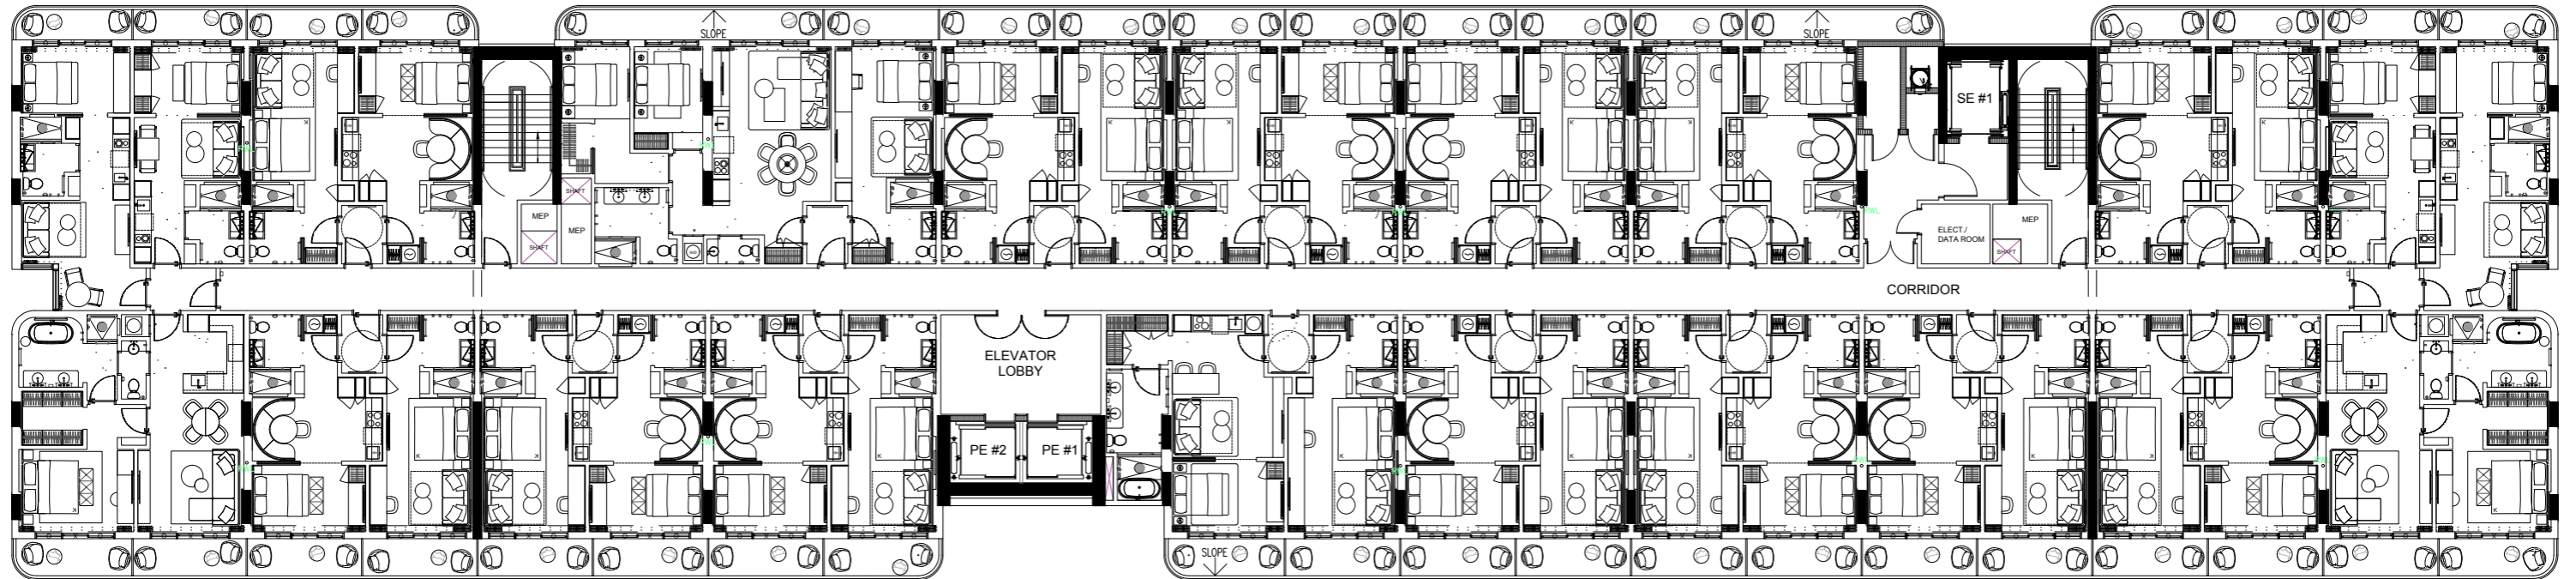 SLOPE
SLOPE
SE #1
SHAFT
MEP
MEP
SHAFT
ELECT./
DATA ROOM
MEP
SHAFT
CORRIDOR
ELEVATOR
LOBBY
PE #2
PE #1
SLOPE